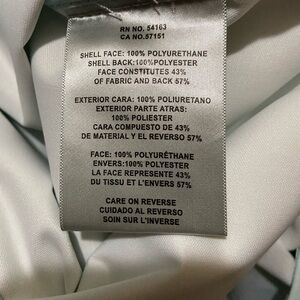 RN NO. 54163
CA NO.57151
SHELL FACE: 100% POLYURETHANE
SHELL BACK:100%POLYESTER
FACE CONSTITUTES 43%
OF FABRIC AND BACK 57%
EXTERIOR CARA: 100% POLIURETANO
EXTERIOR PARTE ATRAS:
100% POLIESTER
CARA COMPUESTO DE 43%
DE MATERIAL Y EL REVERSO 57%
FACE: 100% POLYURÉTHANE
ENVERS:100% POLYESTER
LA FACE REPRÉSENTE 43%
DU TISSU ET L'ENVERS 57%
CARE ON REVERSE
CUIDADO AL REVERSO
SOIN SUR L'INVERSE